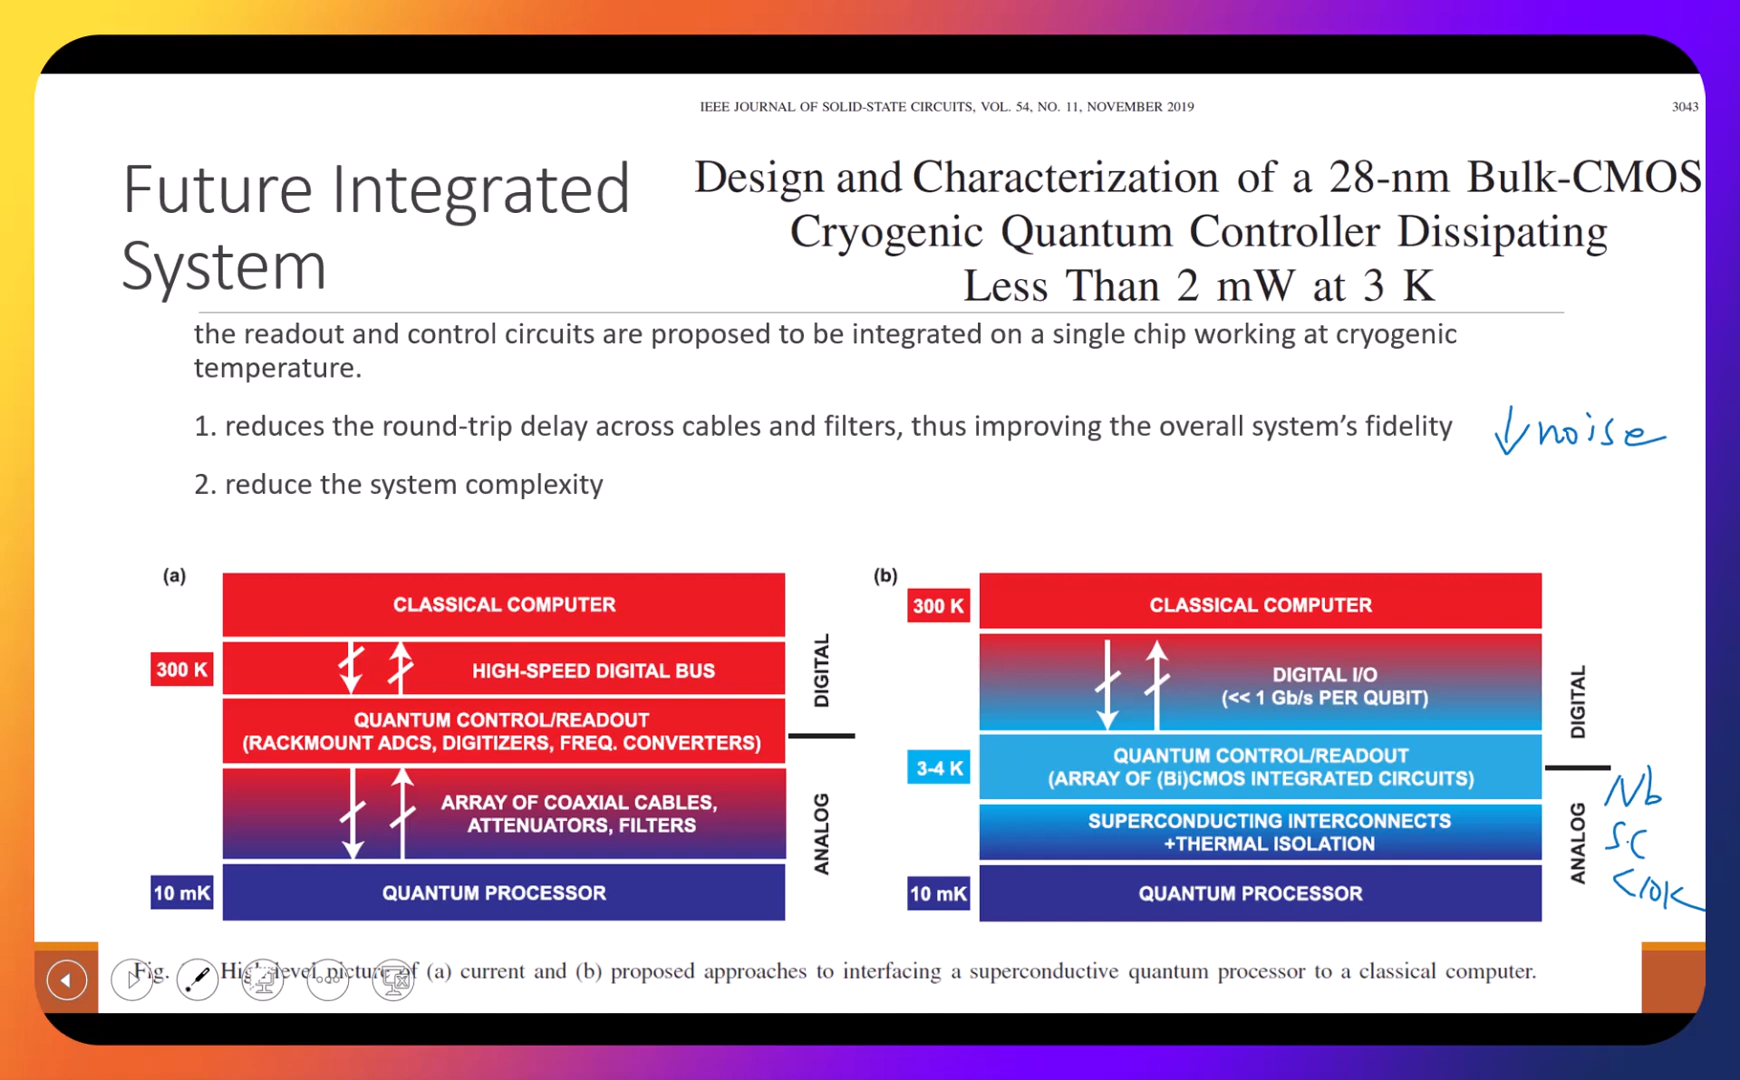 IEEE JOURNAL OF SOLID-STATE CIRCUITS, VOL. 54, NO. 11, NOVEMBER 2019
3043
Future Integrated
System
Design and Characterization of a 28-nm Bulk-CMOS
Cryogenic Quantum Controller Dissipating
Less Than 2 mW at 3 K
the readout and control circuits are proposed to be integrated on a single chip working at cryogenic
temperature.
1. reduces the round-trip delay across cables and filters, thus improving the overall system's fidelity
↓ noise
2. reduce the system complexity
(a)
CLASSICAL COMPUTER
300 K
HIGH-SPEED DIGITAL BUS
QUANTUM CONTROL/READOUT
(RACKMOUNT ADCS, DIGITIZERS, FREQ. CONVERTERS)
ARRAY OF COAXIAL CABLES,
ATTENUATORS, FILTERS
10 mK
QUANTUM PROCESSOR
DIGITAL
ANALOG
(b)
300 K
CLASSICAL COMPUTER
DIGITAL I/O
(<< 1 Gb/s PER QUBIT)
3-4 K
QUANTUM CONTROL/READOUT
(ARRAY OF (Bi)CMOS INTEGRATED CIRCUITS)
SUPERCONDUCTING INTERCONNECTS
+THERMAL ISOLATION
10 mK
QUANTUM PROCESSOR
DIGITAL
ANALOG
Nb
S.C
<10K
Fig. High-level picture of (a) current and (b) proposed approaches to interfacing a superconductive quantum processor to a classical computer.